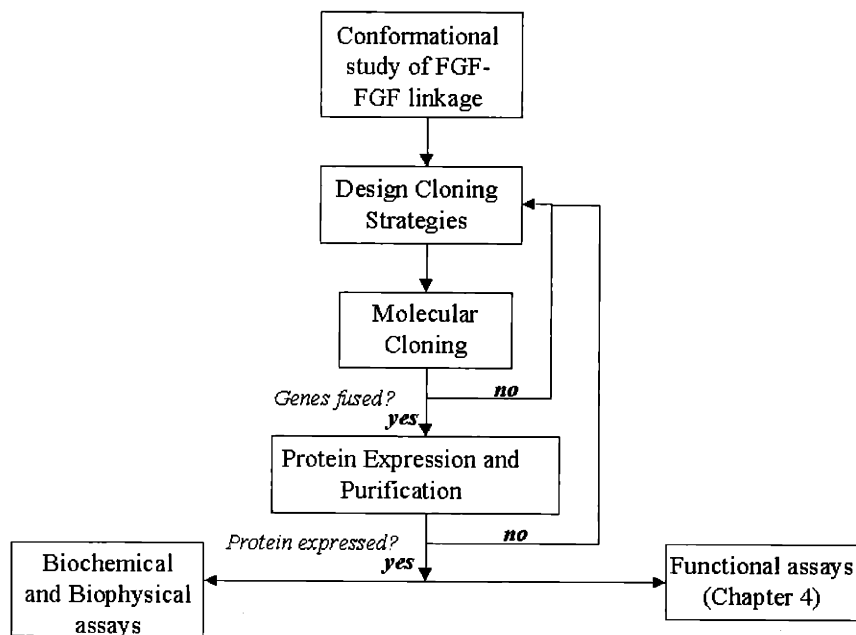 Conformational
study of FGF-
FGF linkage
Design Cloning
Strategies
Molecular
Cloning
Genes fused?
no
yes
Protein Expression and
Purification
Protein expressed?
no
yes
Biochemical
and Biophysical
assays
Functional assays
(Chapter 4)